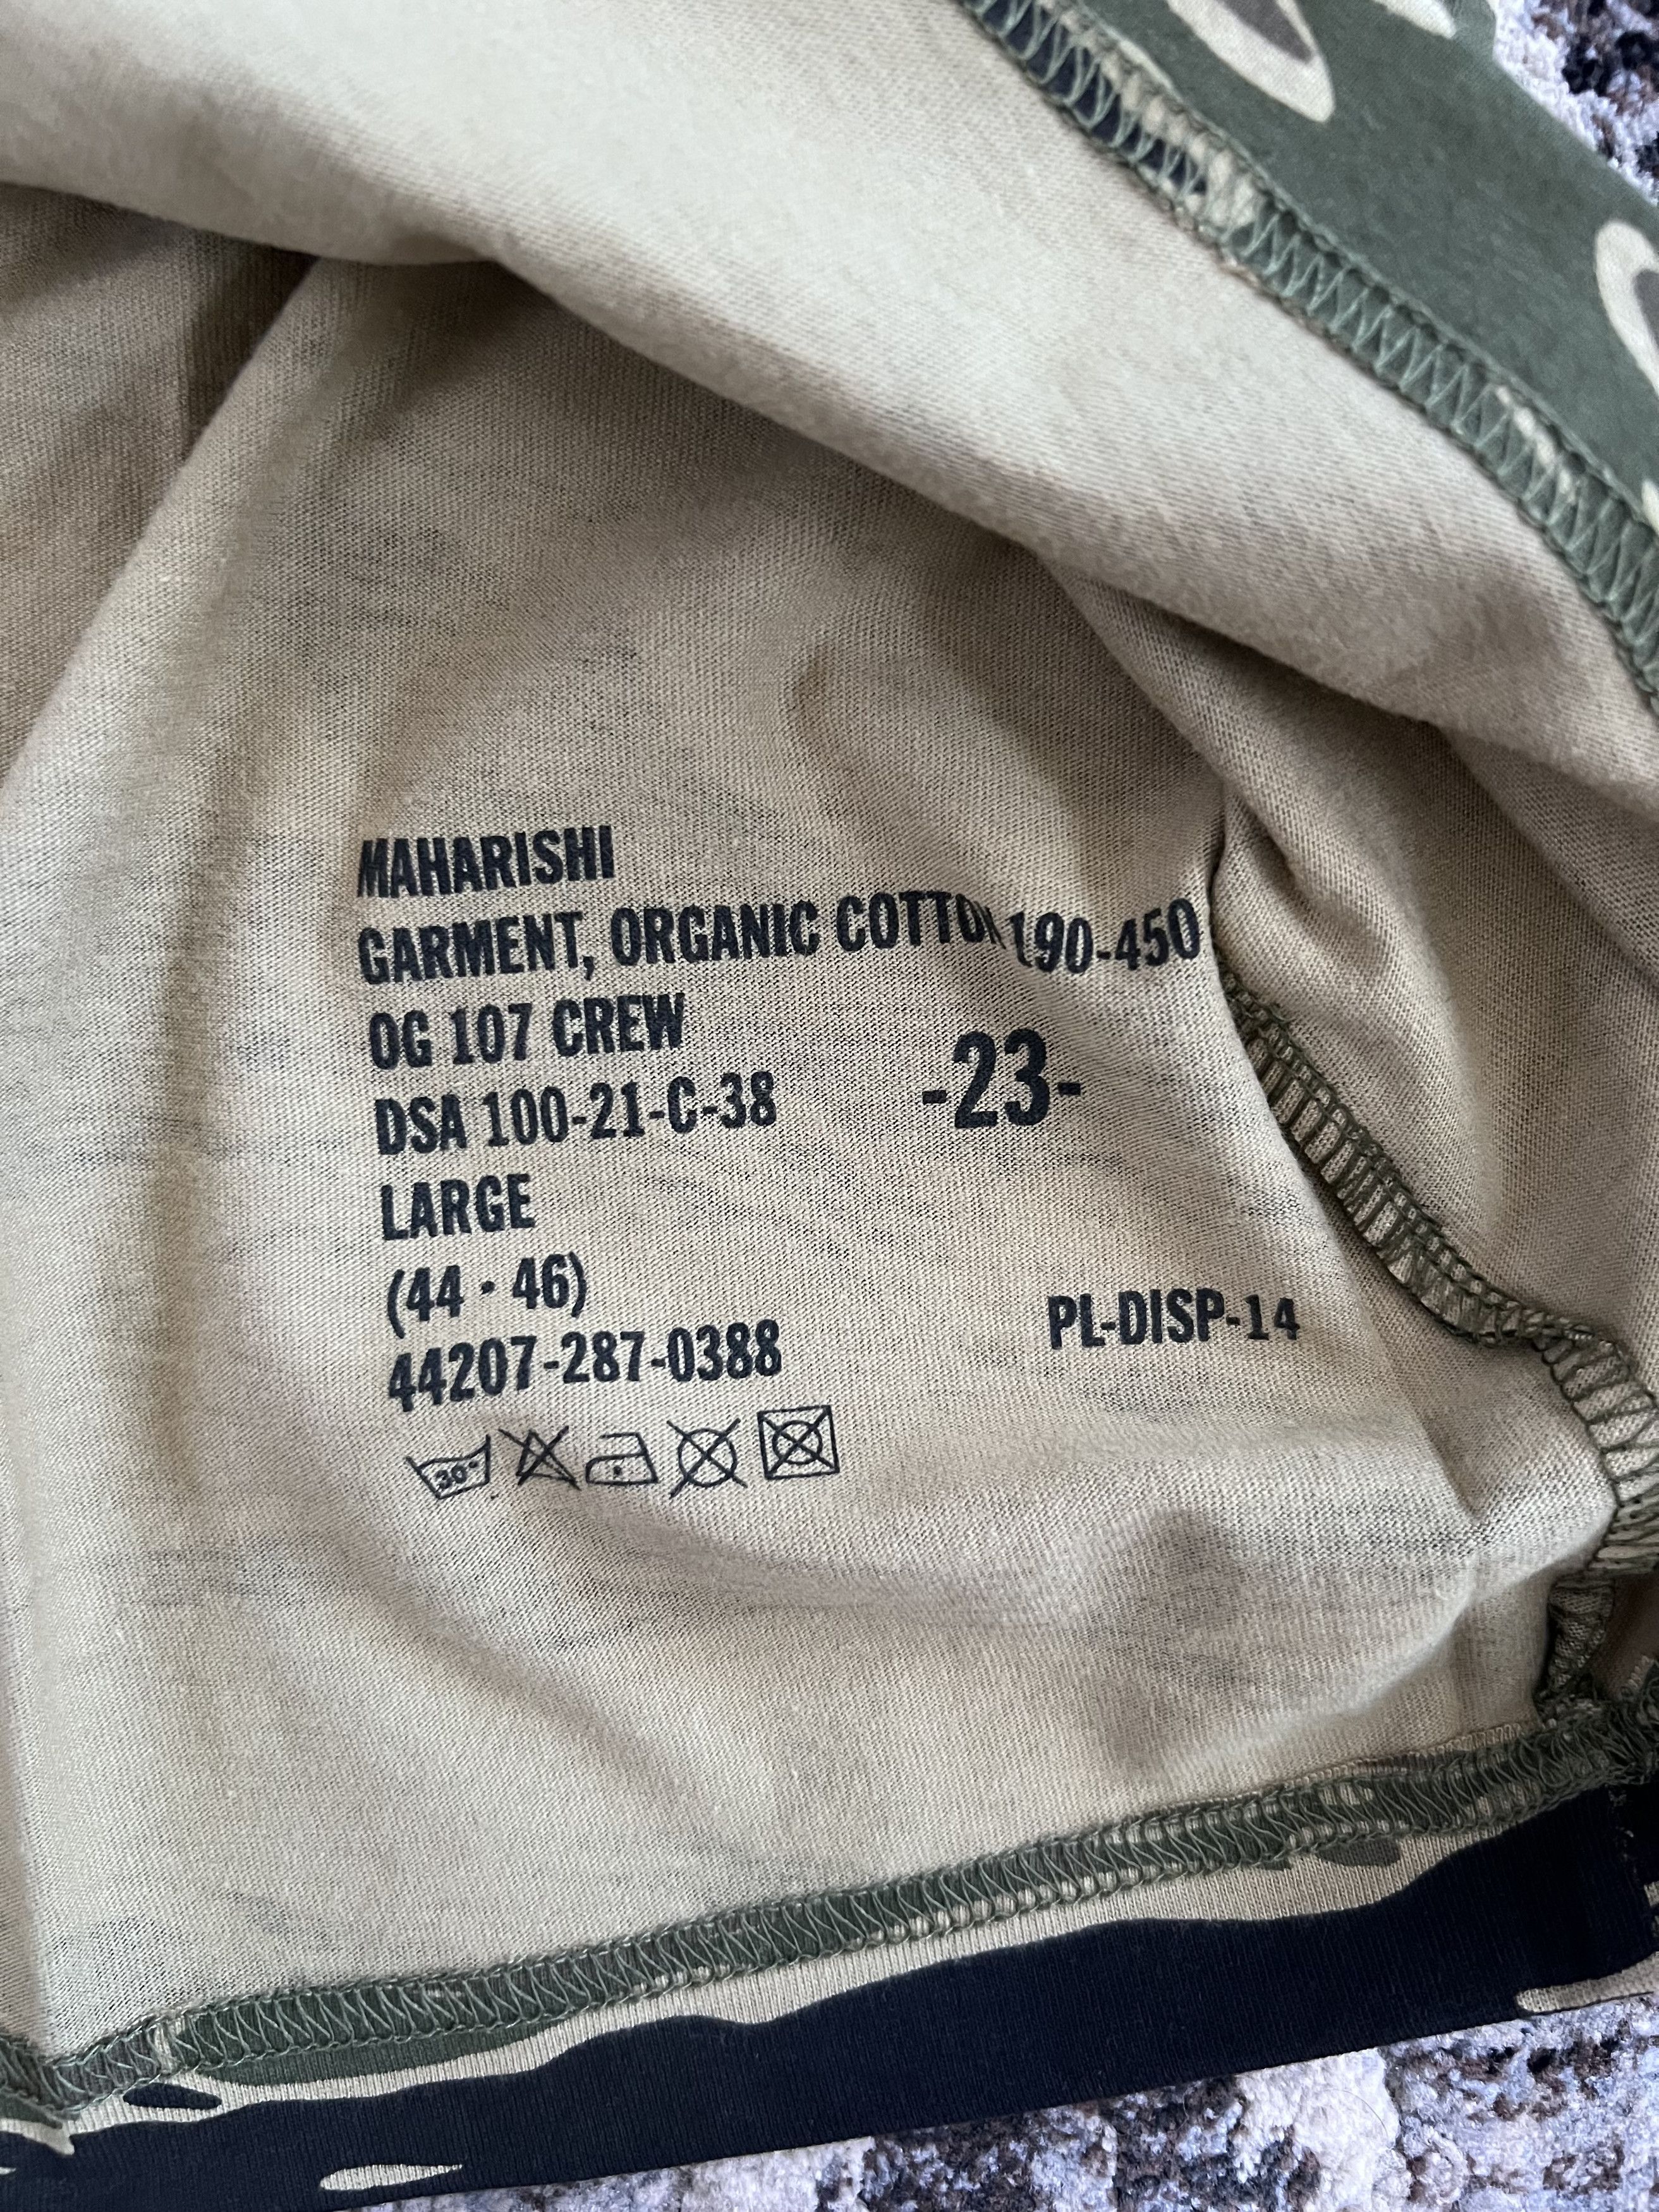 MAHARISHI
GARMENT, ORGANIC COTTON 190-450
OG 107 CREW
DSA 100-21-C-38 -23-
LARGE
(44 · 46)
44207-287-0388 PL-DISP-14
30°